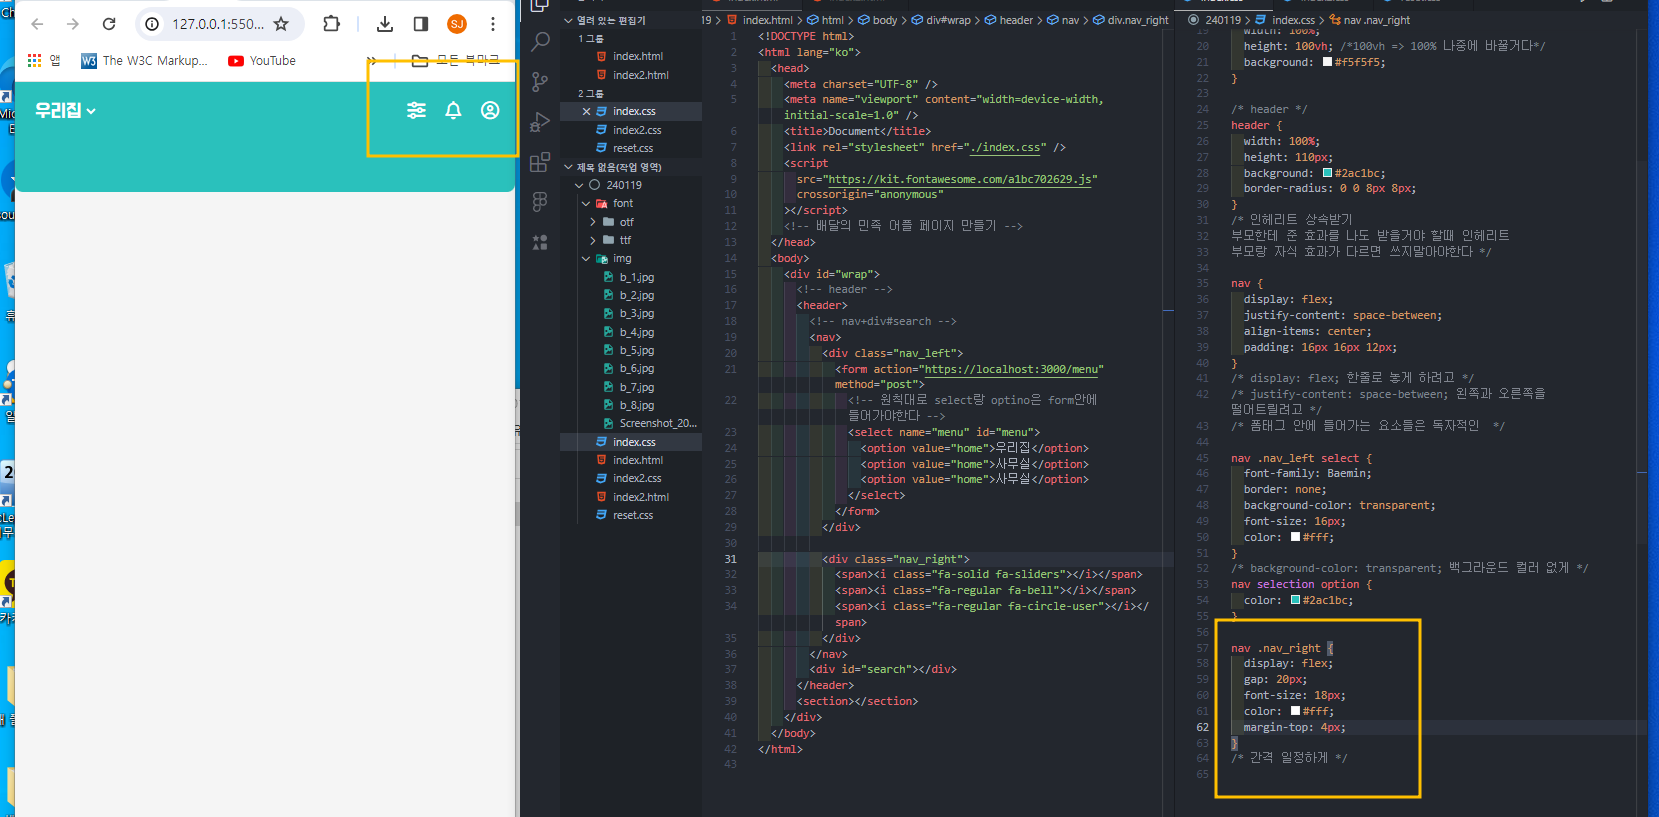 127.0.0.1:550...
SJ
앱
The W3C Markup...
YouTube
»
모든 북마크
우리집
열려 있는 편집기
1 그룹
index.html
index2.html
2 그룹
index.css
index2.css
reset.css
제목 없음(작업 영역)
240119
font
otf
ttf
img
b_1.jpg
b_2.jpg
b_3.jpg
b_4.jpg
b_5.jpg
b_6.jpg
b_7.jpg
b_8.jpg
Screenshot_20...
index.css
index.html
index2.css
index2.html
reset.css
index.html > html > body > div#wrap > header > nav > div.nav_right
1 <!DOCTYPE html>
2 <html lang="ko">
3 <head>
4 <meta charset="UTF-8" />
5 <meta name="viewport" content="width=device-width,
initial-scale=1.0" />
6 <title>Document</title>
7 <link rel="stylesheet" href="./index.css" />
8 <script
9 src="https://kit.fontawesome.com/a1bc702629.js"
10 crossorigin="anonymous"
11 ></script>
12 <!-- 배달의 민족 어플 페이지 만들기 -->
13 </head>
14 <body>
15 <div id="wrap">
16 <!-- header -->
17 <header>
18 <!-- nav+div#search -->
19 <nav>
20 <div class="nav_left">
21 <form action="https://localhost:3000/menu"
method="post">
22 <!-- 원칙대로 select랑 optino은 form안에
들어가야한다 -->
23 <select name="menu" id="menu">
24 <option value="home">우리집</option>
25 <option value="home">사무실</option>
26 <option value="home">사무실</option>
27 </select>
28 </form>
29 </div>
30
31 <div class="nav_right">
32 <span><i class="fa-solid fa-sliders"></i></span>
33 <span><i class="fa-regular fa-bell"></i></span>
34 <span><i class="fa-regular fa-circle-user"></i></
span>
35 </div>
36 </nav>
37 <div id="search"></div>
38 </header>
39 <section></section>
40 </div>
41 </body>
42 </html>
43
240119 > index.css > nav .nav_right
19 width: 100%;
20 height: 100vh; /*100vh => 100% 나중에 바꿀거다*/
21 background: #f5f5f5;
22 }
23
24 /* header */
25 header {
26 width: 100%;
27 height: 110px;
28 background: #2ac1bc;
29 border-radius: 0 0 8px 8px;
30 }
31 /* 인헤리트 상속받기
32 부모한테 준 효과를 나도 받을거야 할때 인헤리트
33 부모랑 자식 효과가 다르면 쓰지말아야한다 */
34
35 nav {
36 display: flex;
37 justify-content: space-between;
38 align-items: center;
39 padding: 16px 16px 12px;
40 }
41 /* display: flex; 한줄로 놓게 하려고 */
42 /* justify-content: space-between; 왼쪽과 오른쪽을
떨어트릴려고 */
43 /* 폼태그 안에 들어가는 요소들은 독자적인 */
44
45 nav .nav_left select {
46 font-family: Baemin;
47 border: none;
48 background-color: transparent;
49 font-size: 16px;
50 color: #fff;
51 }
52 /* background-color: transparent; 백그라운드 컬러 없게 */
53 nav selection option {
54 color: #2ac1bc;
55 }
56
57 nav .nav_right {
58 display: flex;
59 gap: 20px;
60 font-size: 18px;
61 color: #fff;
62 margin-top: 4px;
63 }
64 /* 간격 일정하게 */
65